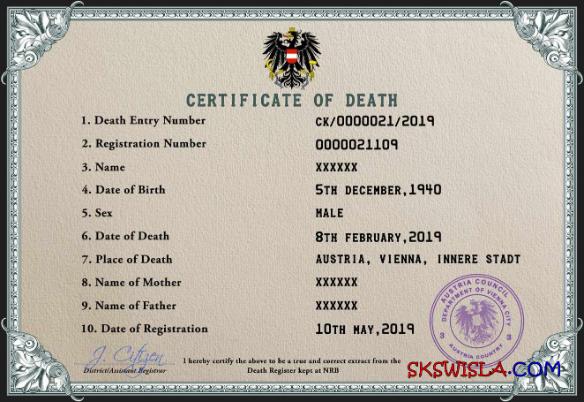 CERTIFICATE OF DEATH
1. Death Entry Number CK/0000021/2019
2. Registration Number 0000021109
3. Name XXXXXX
4. Date of Birth 5TH DECEMBER,1940
5. Sex MALE
6. Date of Death 8TH FEBRUARY,2019
7. Place of Death AUSTRIA, VIENNA, INNERE STADT
8. Name of Mother XXXXXX
9. Name of Father XXXXXX
10. Date of Registration 10TH MAY,2019
AUSTRIA COUNCIL
DEPARTMENT OF VIENNA CITY
AUSTRIA COUNTRY
J. Citizen
District/Assistant Registrar
I hereby certify the above to be a true and correct extract from the
Death Register kept at NRB
SKSWISLA.COM